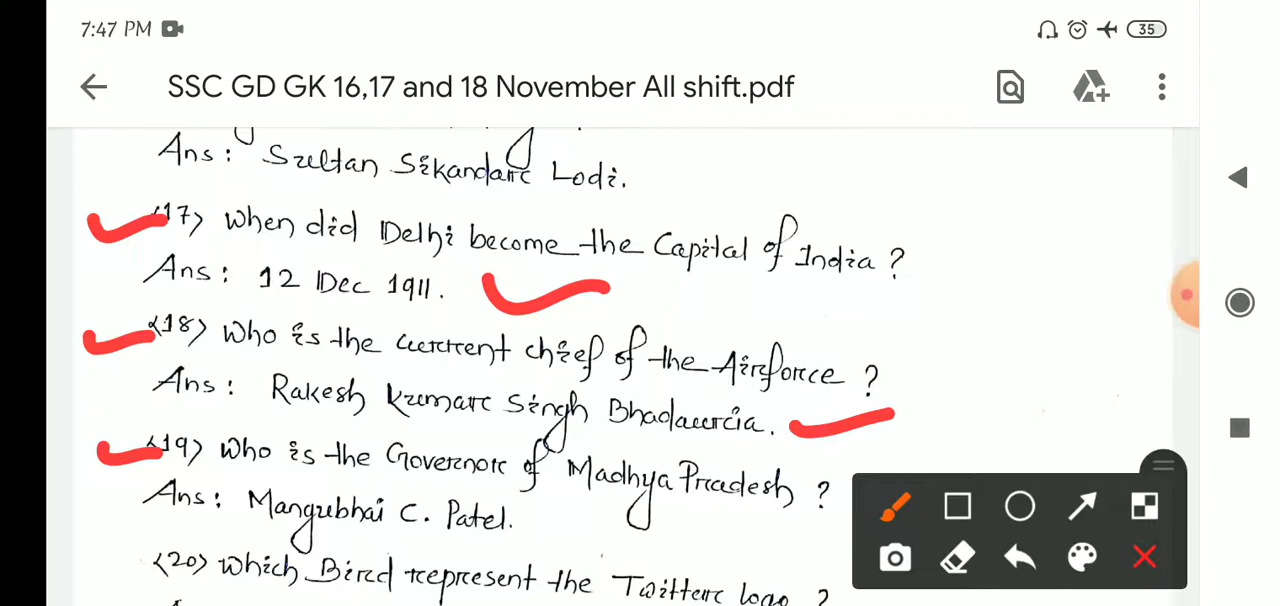 7:47 PM
35
SSC GD GK 16,17 and 18 November All shift.pdf
Ans: Sultan Sikandar Lodi.
(17) When did Delhi become the Capital of India ?
Ans: 12 Dec 1911.
(18) Who is the current chief of the Airforce ?
Ans: Rakesh Kumar Singh Bhadauria.
(19) Who is the Governor of Madhya Pradesh ?
Ans: Mangubhai C. Patel.
(20) Which Bird represent the Twitter logo ?